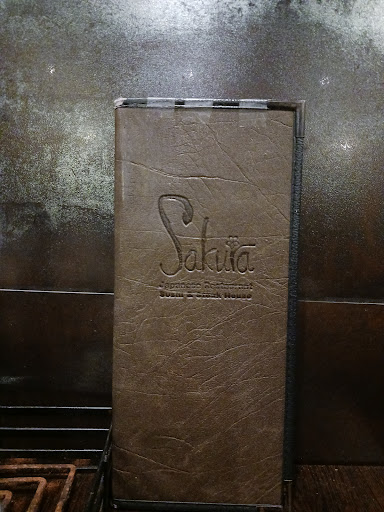 Sakura
Japanese Restaurant
Sushi & Steak House